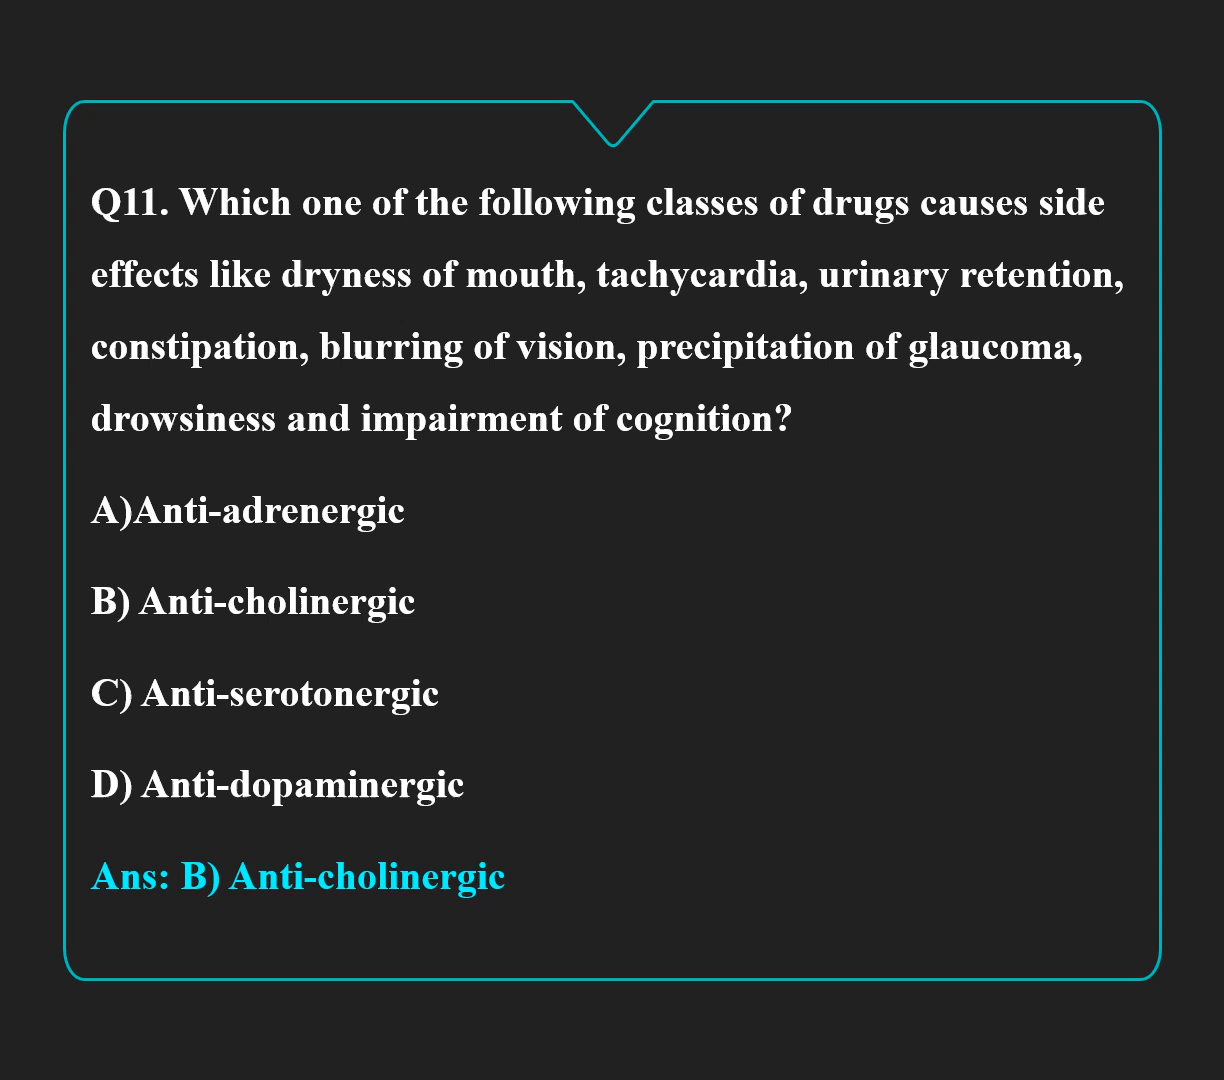 Q11. Which one of the following classes of drugs causes side
effects like dryness of mouth, tachycardia, urinary retention,
constipation, blurring of vision, precipitation of glaucoma,
drowsiness and impairment of cognition?
A)Anti-adrenergic
B) Anti-cholinergic
C) Anti-serotonergic
D) Anti-dopaminergic
Ans: B) Anti-cholinergic